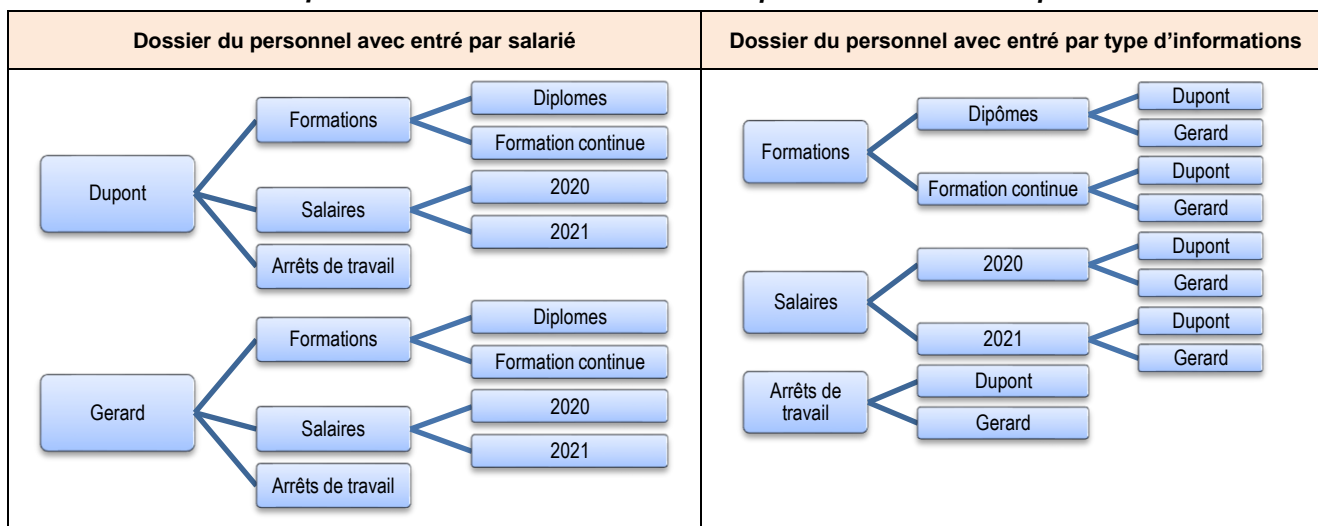 Dossier du personnel avec entré par salarié
Dupont
Formations
Diplomes
Formation continue
Salaires
2020
2021
Arrêts de travail
Gerard
Formations
Diplomes
Formation continue
Salaires
2020
2021
Arrêts de travail
Dossier du personnel avec entré par type d’informations
Formations
Dipômes
Dupont
Gerard
Formation continue
Dupont
Gerard
Salaires
2020
Dupont
Gerard
2021
Dupont
Gerard
Arrêts de
travail
Dupont
Gerard